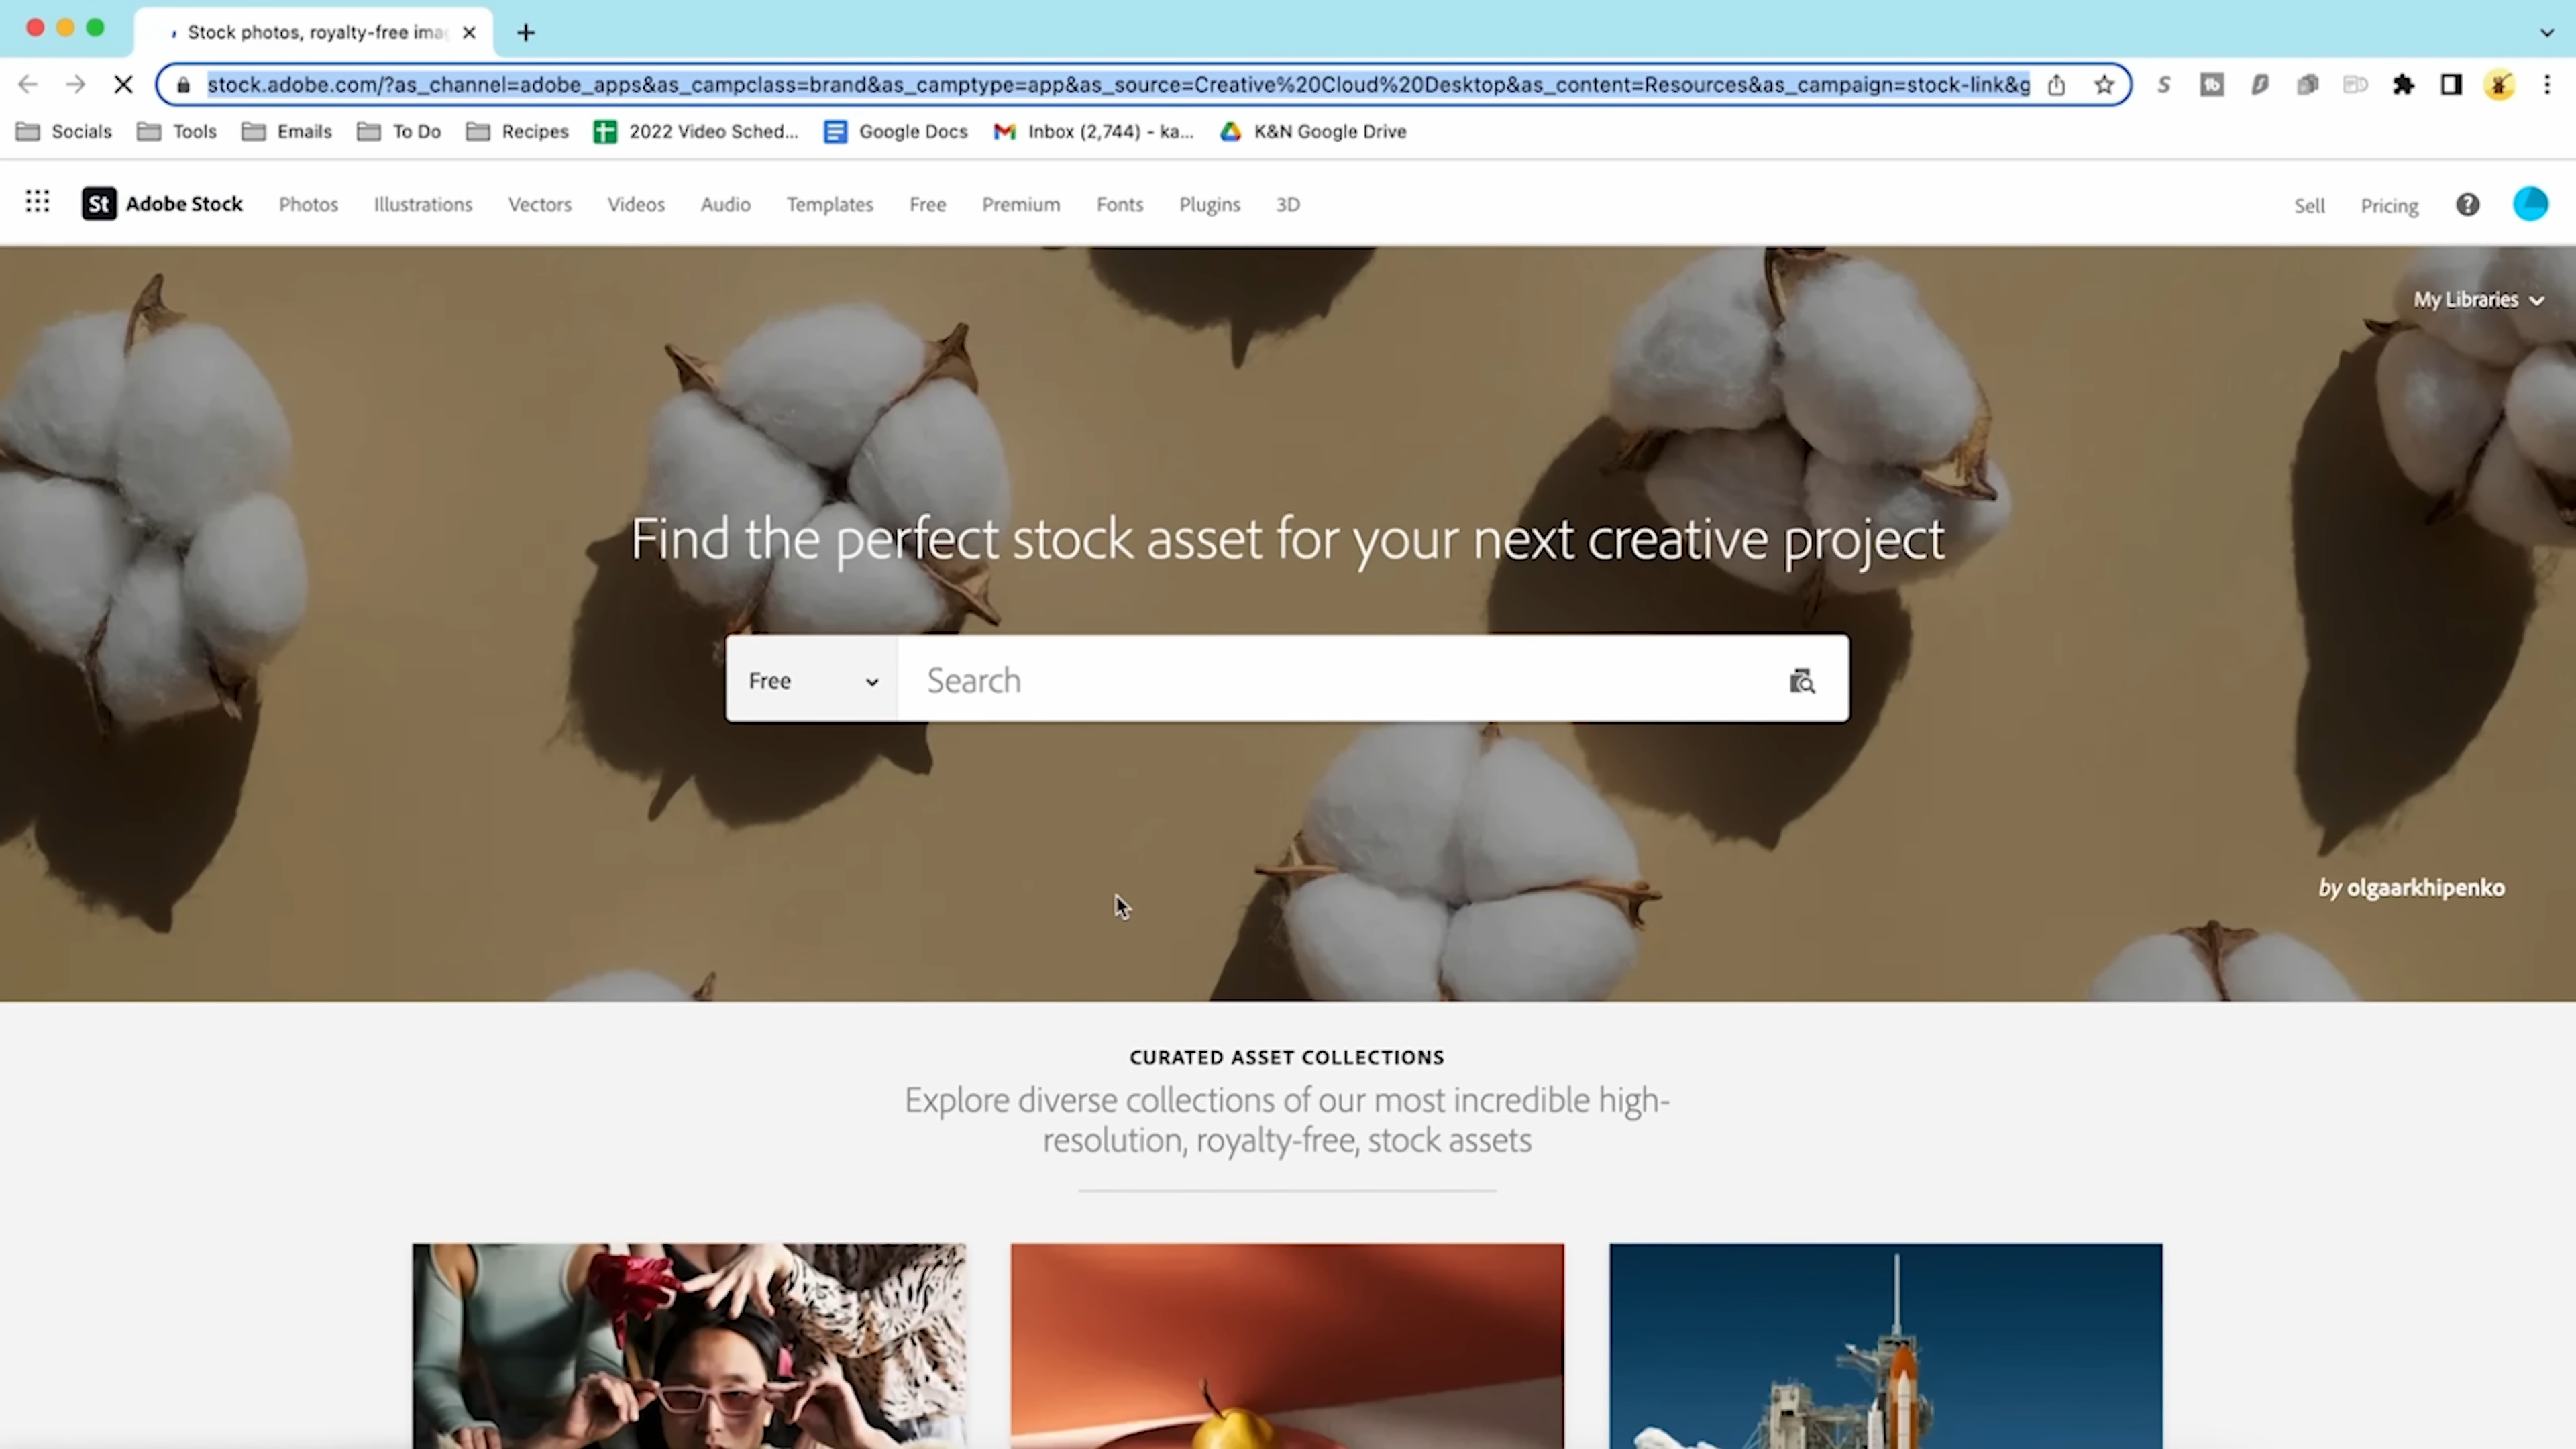 Stock photos, royalty-free ima
stock.adobe.com/?as_channel=adobe_apps&as_campclass=brand&as_camptype=app&as_source=Creative%20Cloud%20Desktop&as_content=Resources&as_campaign=stock-link&g
Socials Tools Emails To Do Recipes 2022 Video Sched... Google Docs Inbox (2,744) - ka... K&N Google Drive
St Adobe Stock Photos Illustrations Vectors Videos Audio Templates Free Premium Fonts Plugins 3D Sell Pricing
My Libraries
Find the perfect stock asset for your next creative project
Free Search
by olgaarkhipenko
CURATED ASSET COLLECTIONS
Explore diverse collections of our most incredible high-
resolution, royalty-free, stock assets